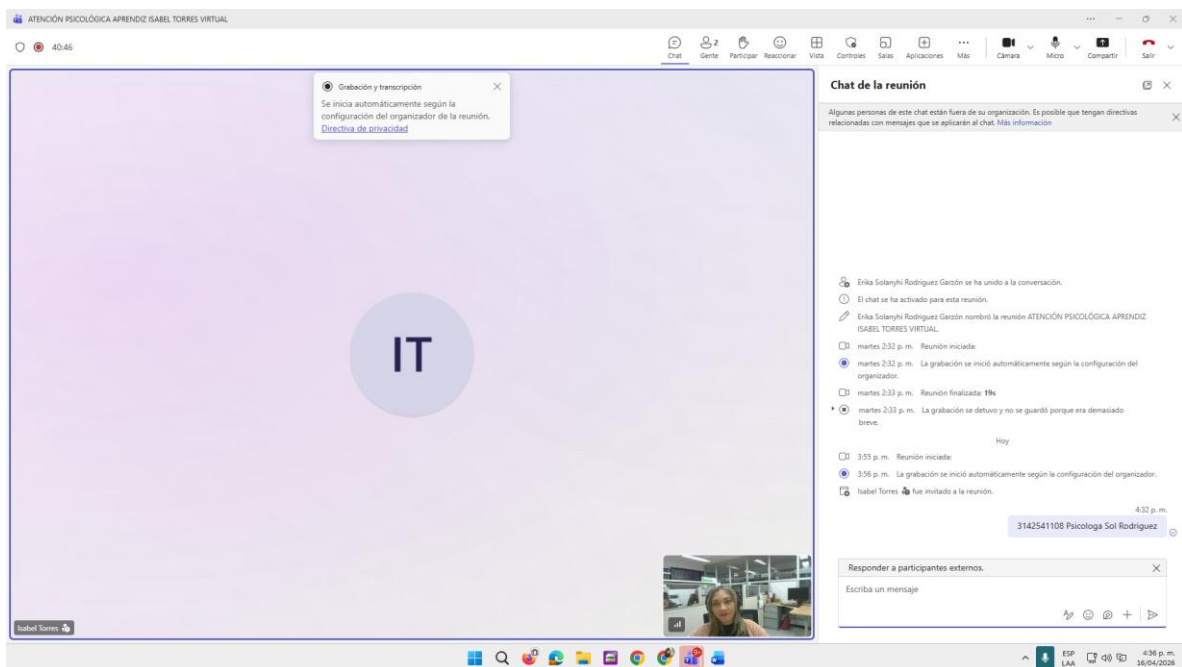 ATENCIÓN PSICOLÓGICA APRENDIZ ISABEL TORRES VIRTUAL
40:46
Chat
Gente
2
Participar
Reaccionar
Vista
Controles
Salas
Aplicaciones
Más
Cámara
Micro
Compartir
Salir
Grabación y transcripción
Se inicia automáticamente según la
configuración del organizador de la reunión.
Directiva de privacidad
IT
Isabel Torres
Chat de la reunión
Algunas personas de este chat están fuera de su organización. Es posible que tengan directivas
relacionadas con mensajes que se aplicarán al chat. Más información
Erika Solanyhi Rodriguez Garzón se ha unido a la conversación.
El chat se ha activado para esta reunión.
Erika Solanyhi Rodriguez Garzón nombró la reunión ATENCIÓN PSICOLÓGICA APRENDIZ
ISABEL TORRES VIRTUAL.
martes 2:32 p. m. Reunión iniciada:
martes 2:32 p. m. La grabación se inició automáticamente según la configuración del
organizador.
martes 2:33 p. m. Reunión finalizada: 19s
martes 2:33 p. m. La grabación se detuvo y no se guardó porque era demasiado
breve.
Hoy
3:55 p. m. Reunión iniciada:
3:56 p. m. La grabación se inició automáticamente según la configuración del organizador.
Isabel Torres fue invitado a la reunión.
4:32 p. m.
3142541108 Psicologa Sol Rodriguez
Responder a participantes externos.
Escriba un mensaje
ESP
LAA
4:36 p. m.
16/04/2026